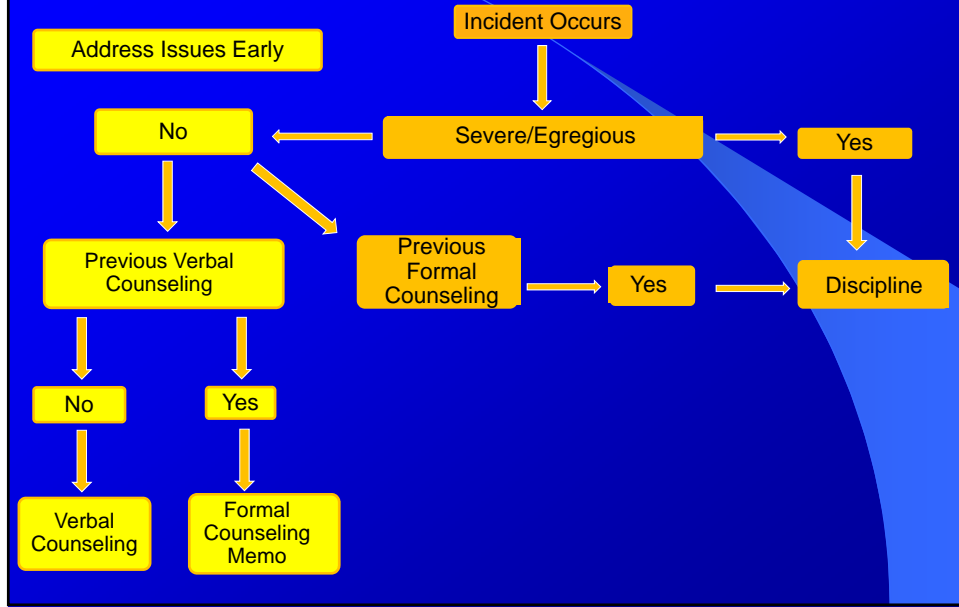 Incident Occurs
Address Issues Early
No
Severe/Egregious
Yes
Previous Verbal
Counseling
Previous
Formal
Counseling
Yes
Discipline
No
Yes
Verbal
Counseling
Formal
Counseling
Memo